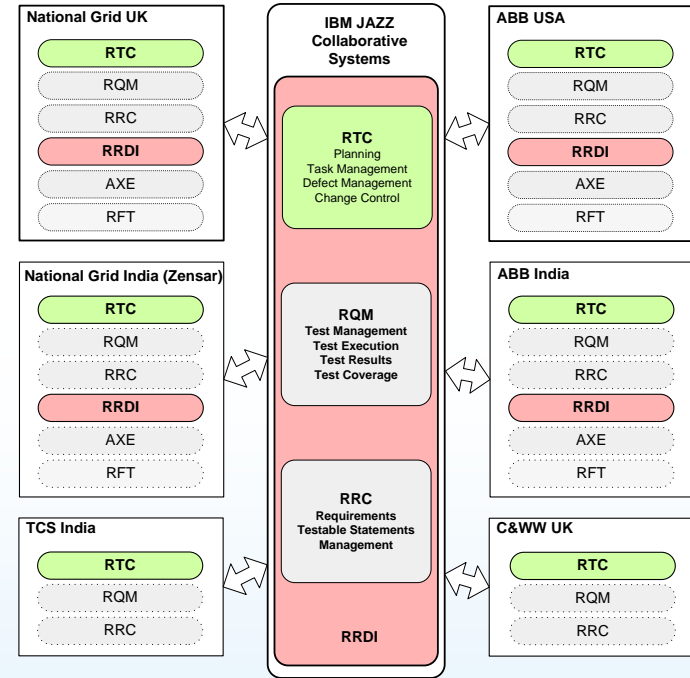 National Grid UK
RTC
RQM
RRC
RRDI
AXE
RFT
National Grid India (Zensar)
RTC
RQM
RRC
RRDI
AXE
RFT
TCS India
RTC
RQM
RRC
IBM JAZZ
Collaborative
Systems
RTC
Planning
Task Management
Defect Management
Change Control
RQM
Test Management
Test Execution
Test Results
Test Coverage
RRC
Requirements
Testable Statements
Management
RRDI
ABB USA
RTC
RQM
RRC
RRDI
AXE
RFT
ABB India
RTC
RQM
RRC
RRDI
AXE
RFT
C&WW UK
RTC
RQM
RRC